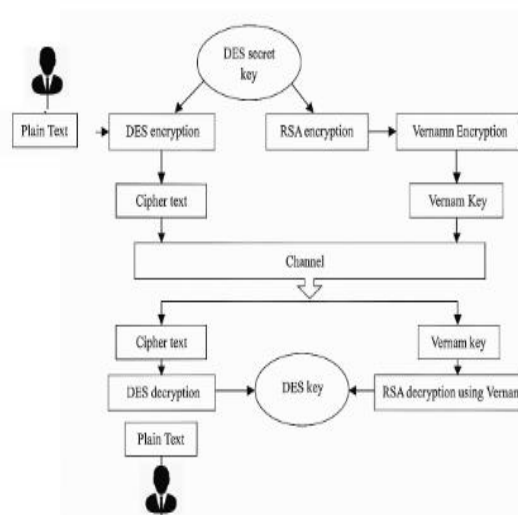 DES secret
key
Plain Text
DES encryption
RSA encryption
Vernamn Encryption
Cipher text
Vernam Key
Channel
Cipher text
Vernam key
DES decryption
DES key
RSA decryption using Vernam
Plain Text